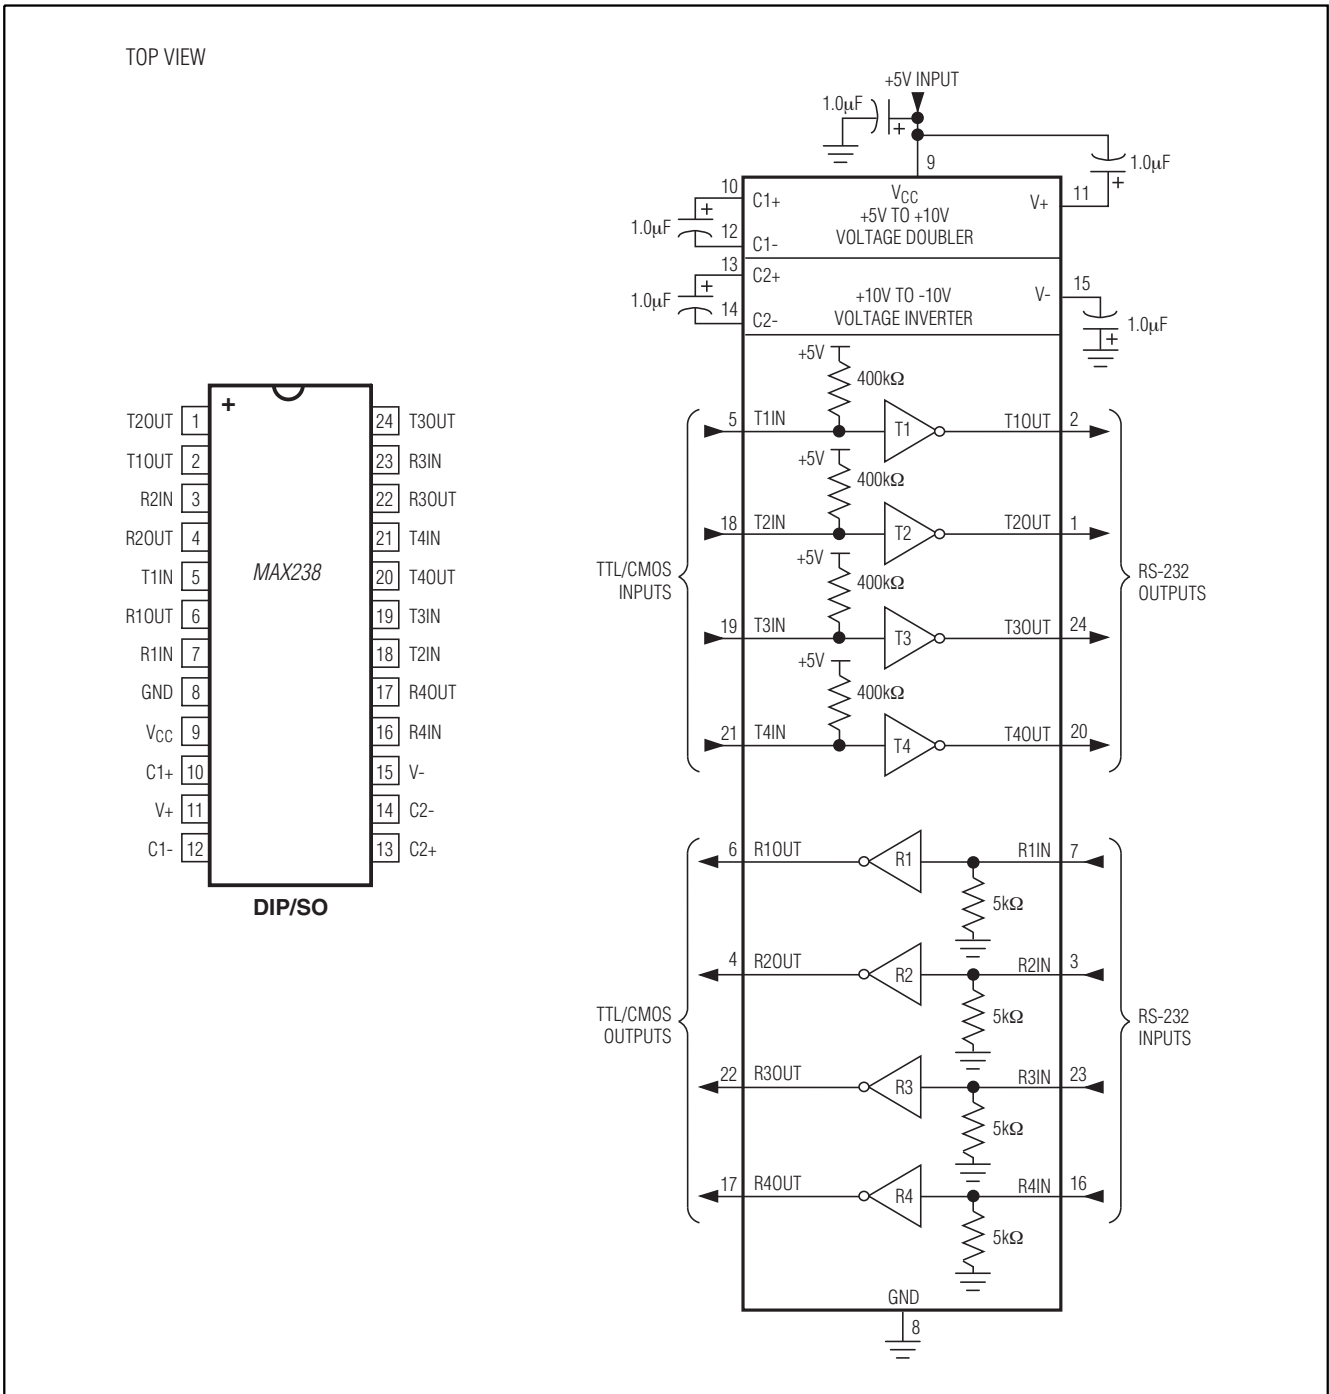 TOP VIEW
+
T2OUT 1
T1OUT 2
R2IN 3
R2OUT 4
T1IN 5
R1OUT 6
R1IN 7
GND 8
VCC 9
C1+ 10
V+ 11
C1- 12
MAX238
24 T3OUT
23 R3IN
22 R3OUT
21 T4IN
20 T4OUT
19 T3IN
18 T2IN
17 R4OUT
16 R4IN
15 V-
14 C2-
13 C2+
DIP/SO
+5V INPUT
1.0μF
+
9
1.0μF
+
10 C1+
VCC
+5V TO +10V
VOLTAGE DOUBLER
V+ 11
1.0μF
+
12 C1-
13 C2+
+10V TO -10V
VOLTAGE INVERTER
V- 15
1.0μF
+
14 C2-
1.0μF
+
+5V
400kΩ
5 T1IN T1 T1OUT 2
+5V
400kΩ
18 T2IN T2 T2OUT 1
TTL/CMOS
INPUTS
RS-232
OUTPUTS
+5V
400kΩ
19 T3IN T3 T3OUT 24
+5V
400kΩ
21 T4IN T4 T4OUT 20
6 R1OUT R1 R1IN 7
5kΩ
4 R2OUT R2 R2IN 3
5kΩ
TTL/CMOS
OUTPUTS
RS-232
INPUTS
22 R3OUT R3 R3IN 23
5kΩ
17 R4OUT R4 R4IN 16
5kΩ
GND
8